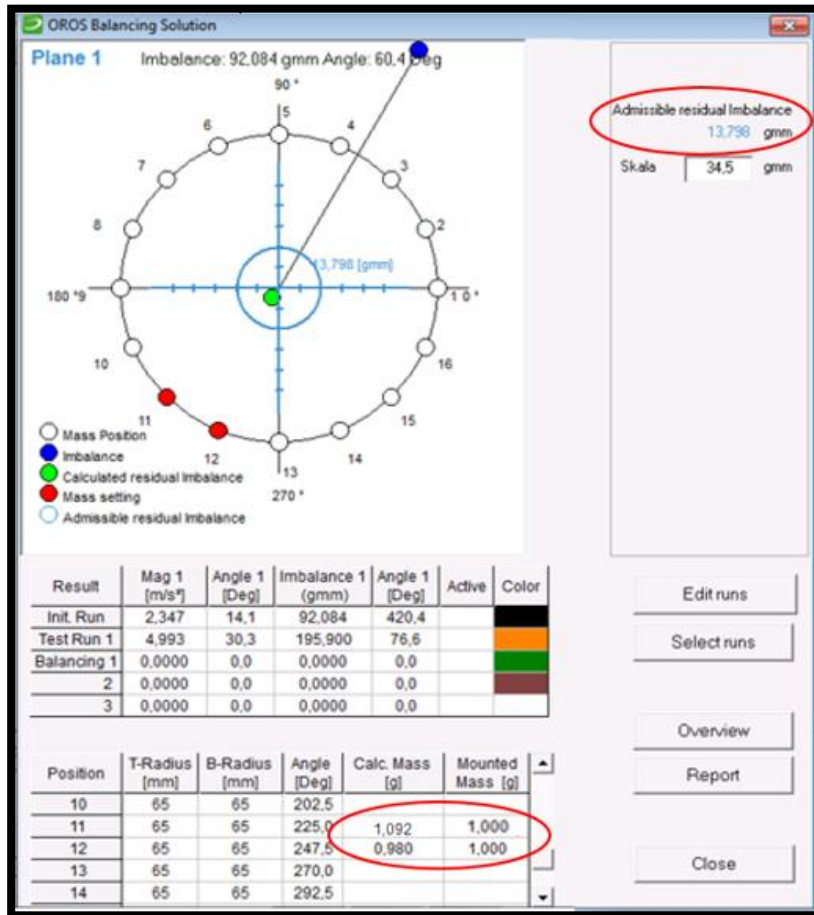 OROS Balancing Solution
Plane 1 Imbalance: 92,084 gmm Angle: 60,4 Deg
90 °
5
6 4
7 3
8 2
13,798 [gmm]
180 °9 1 0 °
10 16
11 15
12 14
13
270 °
Mass Position
Imbalance
Calculated residual Imbalance
Mass setting
Admissible residual Imbalance
Admissible residual Imbalance
13,798 gmm
Skala 34,5 gmm
Result Mag 1 [m/s²] Angle 1 [Deg] Imbalance 1 (gmm) Angle 1 [Deg] Active Color
Init. Run 2,347 14,1 92,084 420,4
Test Run 1 4,993 30,3 195,900 76,6
Balancing 1 0,0000 0,0 0,0000 0,0
2 0,0000 0,0 0,0000 0,0
3 0,0000 0,0 0,0000 0,0
Edit runs
Select runs
Overview
Report
Close
Position T-Radius [mm] B-Radius [mm] Angle [Deg] Calc. Mass [g] Mounted Mass [g]
10 65 65 202,5
11 65 65 225,0 1,092 1,000
12 65 65 247,5 0,980 1,000
13 65 65 270,0
14 65 65 292,5